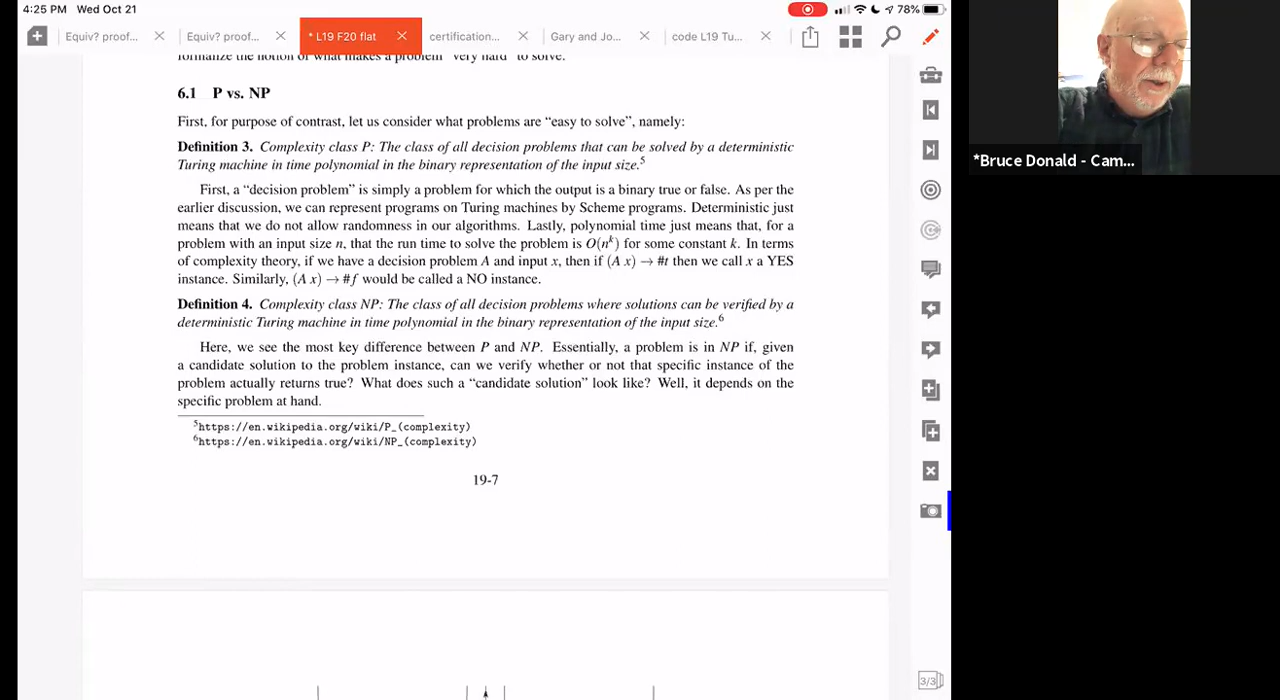 4:25 PM Wed Oct 21
78%
Equiv? proof...
Equiv? proof...
* L19 F20 flat
certification...
Gary and Jo...
code L19 Tu...
formalize the notion of what makes a problem "very hard" to solve.
6.1 P vs. NP
First, for purpose of contrast, let us consider what problems are “easy to solve”, namely:
Definition 3. Complexity class P: The class of all decision problems that can be solved by a deterministic
Turing machine in time polynomial in the binary representation of the input size.5
First, a “decision problem” is simply a problem for which the output is a binary true or false. As per the
earlier discussion, we can represent programs on Turing machines by Scheme programs. Deterministic just
means that we do not allow randomness in our algorithms. Lastly, polynomial time just means that, for a
problem with an input size n, that the run time to solve the problem is O(n^k) for some constant k. In terms
of complexity theory, if we have a decision problem A and input x, then if (A x) → #t then we call x a YES
instance. Similarly, (A x) → #f would be called a NO instance.
Definition 4. Complexity class NP: The class of all decision problems where solutions can be verified by a
deterministic Turing machine in time polynomial in the binary representation of the input size.6
Here, we see the most key difference between P and NP. Essentially, a problem is in NP if, given
a candidate solution to the problem instance, can we verify whether or not that specific instance of the
problem actually returns true? What does such a “candidate solution” look like? Well, it depends on the
specific problem at hand.
5https://en.wikipedia.org/wiki/P_(complexity)
6https://en.wikipedia.org/wiki/NP_(complexity)
19-7
3/3
*Bruce Donald - Cam...